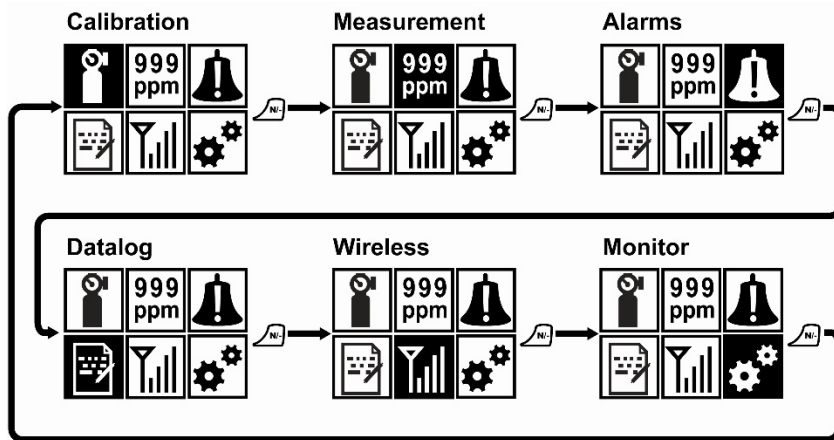 Calibration
Measurement
Alarms
999
ppm
999
ppm
999
ppm
N/-
N/-
N/-
Datalog
Wireless
Monitor
999
ppm
999
ppm
999
ppm
N/-
N/-
N/-